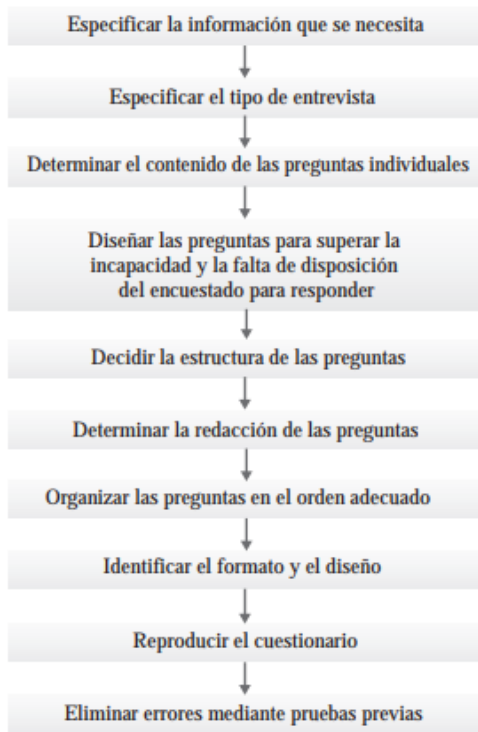 Especificar la información que se necesita
Especificar el tipo de entrevista
Determinar el contenido de las preguntas individuales
Diseñar las preguntas para superar la
incapacidad y la falta de disposición
del encuestado para responder
Decidir la estructura de las preguntas
Determinar la redacción de las preguntas
Organizar las preguntas en el orden adecuado
Identificar el formato y el diseño
Reproducir el cuestionario
Eliminar errores mediante pruebas previas